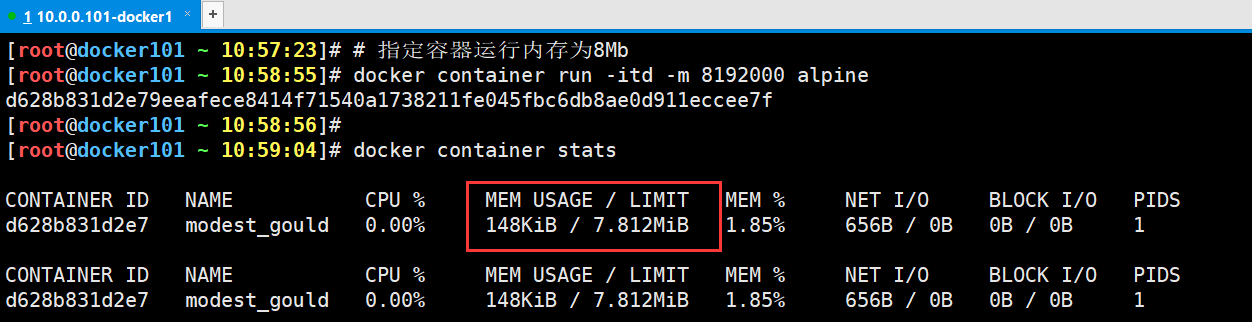 1 10.0.0.101-docker1 × +
[root@docker101 ~ 10:57:23]# # 指定容器运行内存为8Mb
[root@docker101 ~ 10:58:55]# docker container run -itd -m 8192000 alpine
d628b831d2e79eeafece8414f71540a1738211fe045fbc6db8ae0d911eccee7f
[root@docker101 ~ 10:58:56]#
[root@docker101 ~ 10:59:04]# docker container stats
CONTAINER ID NAME CPU % MEM USAGE / LIMIT MEM % NET I/O BLOCK I/O PIDS
d628b831d2e7 modest_gould 0.00% 148KiB / 7.812MiB 1.85% 656B / 0B 0B / 0B 1
CONTAINER ID NAME CPU % MEM USAGE / LIMIT MEM % NET I/O BLOCK I/O PIDS
d628b831d2e7 modest_gould 0.00% 148KiB / 7.812MiB 1.85% 656B / 0B 0B / 0B 1